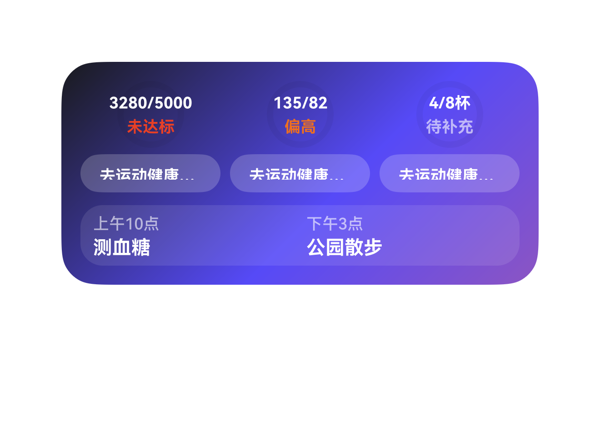 3280/5000
未达标
135/82
偏高
4/8杯
待补充
去运动健康...
去运动健康...
去运动健康...
上午10点
测血糖
下午3点
公园散步